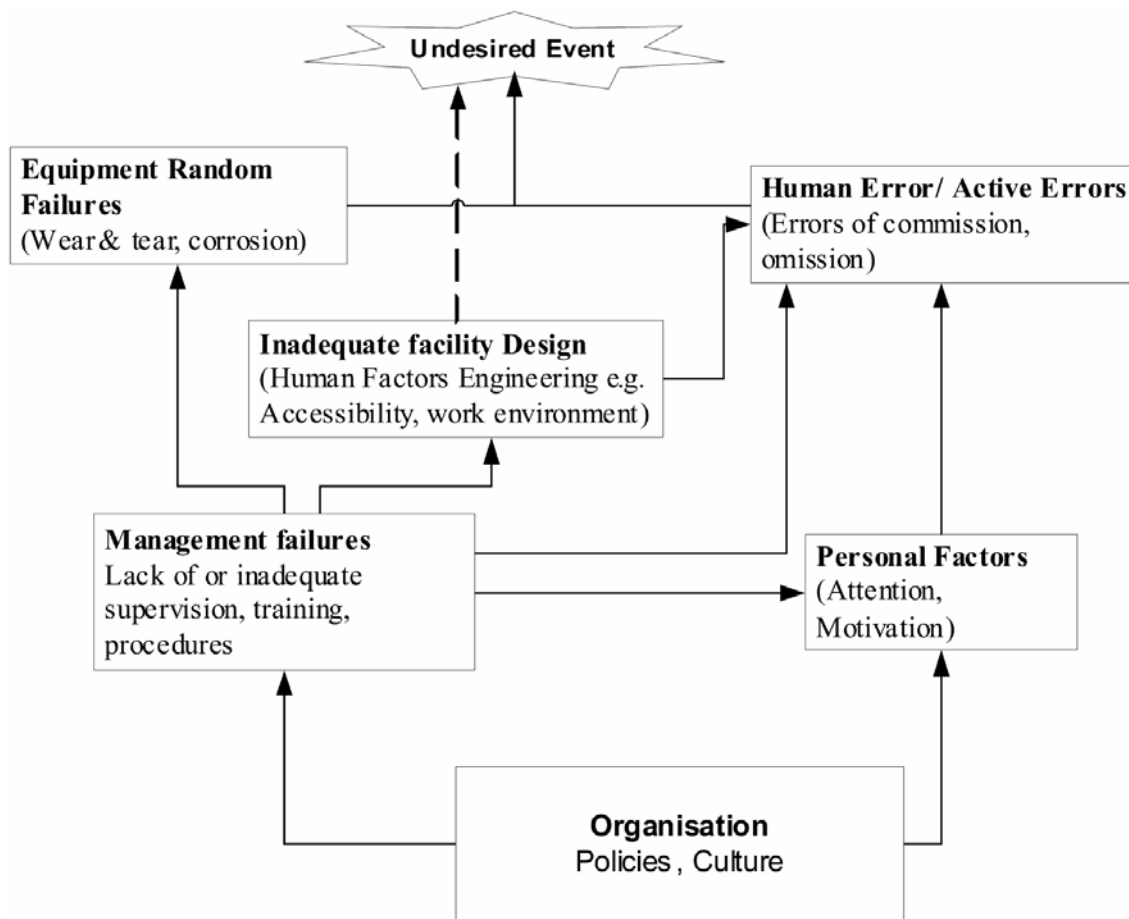 Undesired Event
Equipment Random
Failures
(Wear & tear, corrosion)
Human Error/ Active Errors
(Errors of commission,
omission)
Inadequate facility Design
(Human Factors Engineering e.g.
Accessibility, work environment)
Management failures
Lack of or inadequate
supervision, training,
procedures
Personal Factors
(Attention,
Motivation)
Organisation
Policies , Culture